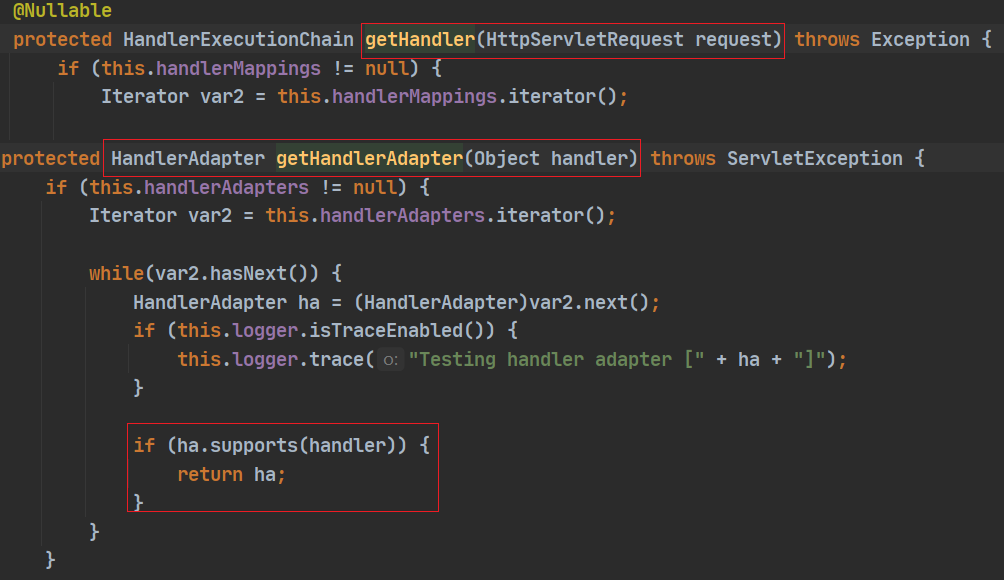 @Nullable
protected HandlerExecutionChain getHandler(HttpServletRequest request) throws Exception {
if (this.handlerMappings != null) {
Iterator var2 = this.handlerMappings.iterator();
protected HandlerAdapter getHandlerAdapter(Object handler) throws ServletException {
if (this.handlerAdapters != null) {
Iterator var2 = this.handlerAdapters.iterator();
while(var2.hasNext()) {
HandlerAdapter ha = (HandlerAdapter)var2.next();
if (this.logger.isTraceEnabled()) {
this.logger.trace( o: "Testing handler adapter [" + ha + "]");
}
if (ha.supports(handler)) {
return ha;
}
}
}